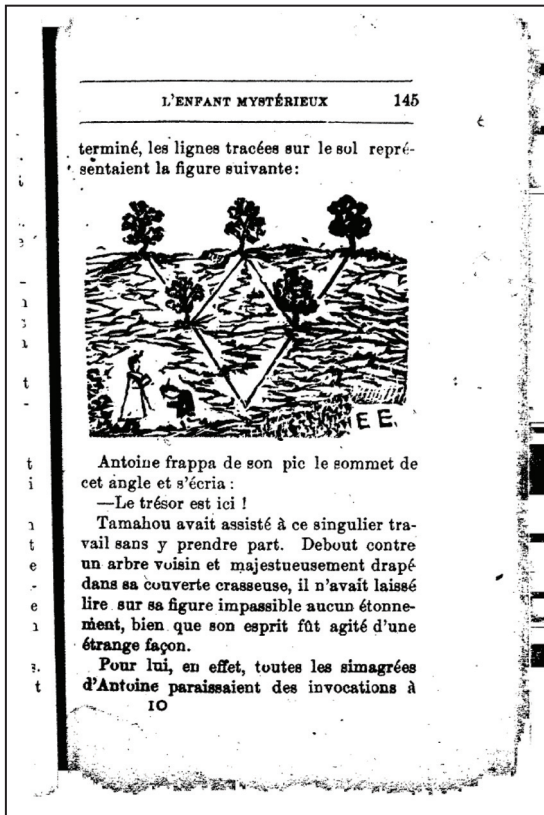 L'ENFANT MYSTÉRIEUX 145
terminé, les lignes tracées sur le sol repré-
sentaient la figure suivante:
E E.
Antoine frappa de son pic le sommet de
cet angle et s'écria :
—Le trésor est ici !
Tamahou avait assisté à ce singulier tra-
vail sans y prendre part. Debout contre
un arbre voisin et majestueusement drapé
dans sa couverte crasseuse, il n'avait laissé
lire sur sa figure impassible aucun étonne-
ment, bien que son esprit fût agité d'une
étrange façon.
Pour lui, en effet, toutes les simagrées
d'Antoine paraissaient des invocations à
10